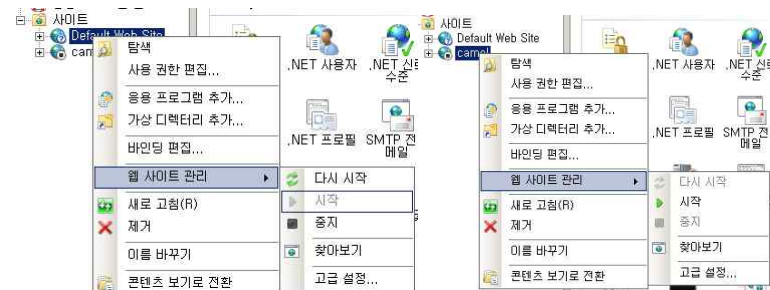 사이트
Default Web Site
탐색
사용 권한 편집...
응용 프로그램 추가...
가상 디렉터리 추가...
바인딩 편집...
웹 사이트 관리
새로 고침(R)
제거
이름 바꾸기
콘텐츠 보기로 전환
다시 시작
시작
중지
찾아보기
고급 설정...
.NET 사용자
수준
.NET 프로필
SMTP 전
메일
사이트
Default Web Site
camel
탐색
사용 권한 편집...
응용 프로그램 추가...
가상 디렉터리 추가...
바인딩 편집...
웹 사이트 관리
새로 고침(R)
제거
이름 바꾸기
콘텐츠 보기로 전환
다시 시작
시작
중지
찾아보기
고급 설정...
.NET 사용자
.NET 신
수준
.NET 프로필
SMTP 전
메일